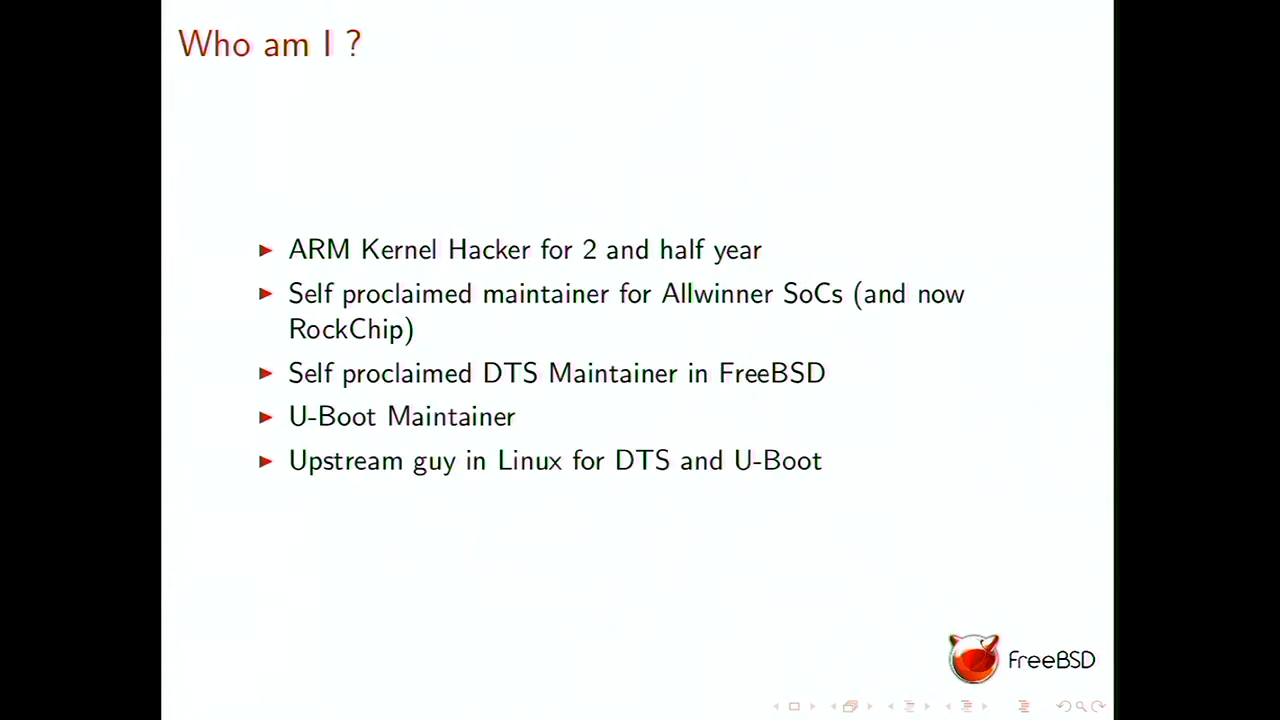 Who am I ?
ARM Kernel Hacker for 2 and half year
Self proclaimed maintainer for Allwinner SoCs (and now
RockChip)
Self proclaimed DTS Maintainer in FreeBSD
U-Boot Maintainer
Upstream guy in Linux for DTS and U-Boot
FreeBSD